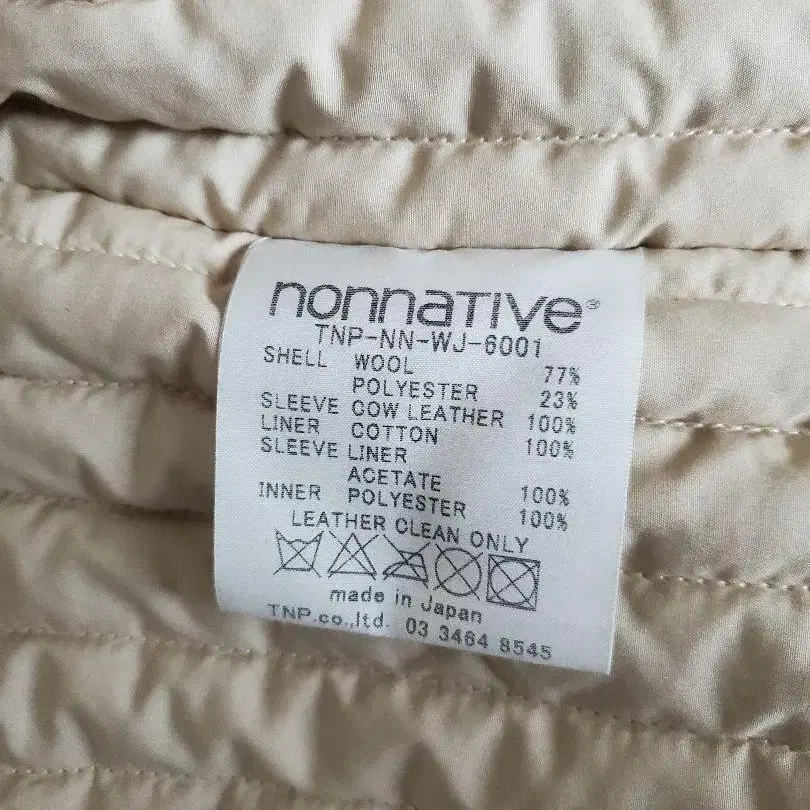 nonnative®
TNP-NN-WJ-6001
SHELL WOOL 77%
POLYESTER 23%
SLEEVE COW LEATHER 100%
LINER COTTON 100%
SLEEVE LINER
ACETATE 100%
INNER POLYESTER 100%
LEATHER CLEAN ONLY
made in Japan
TNP.co.,ltd. 03 3464 8545